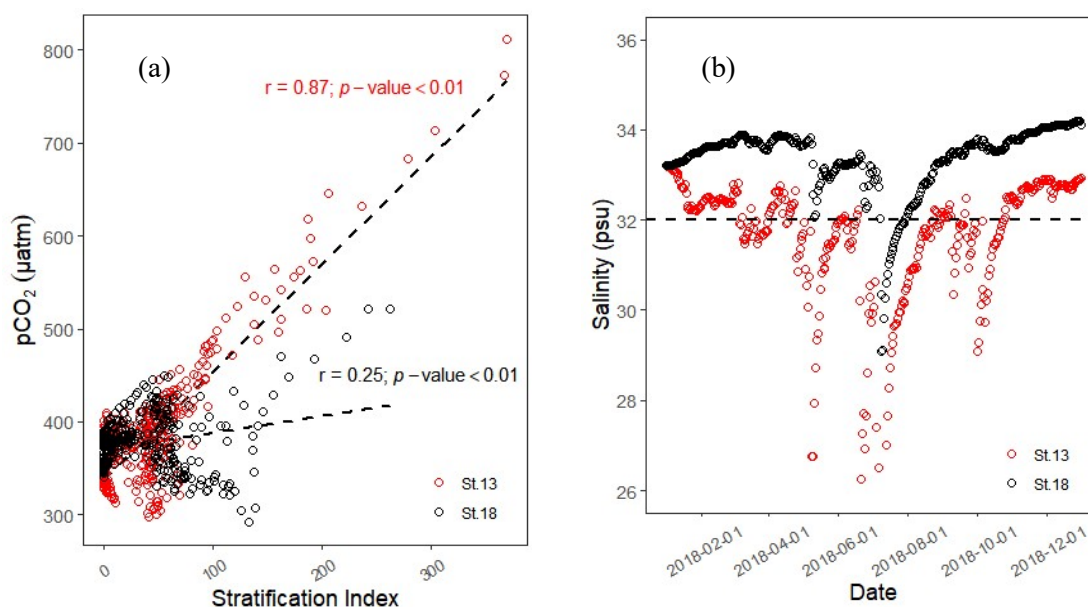 (a)
r = 0.87; p – value < 0.01
r = 0.25; p – value < 0.01
St.13
St.18
pCO₂ (µatm)
800
700
600
500
400
300
0
100
200
300
Stratification Index
(b)
Salinity (psu)
36
34
32
30
28
26
St.13
St.18
2018-02-01
2018-04-01
2018-06-01
2018-08-01
2018-10-01
2018-12-01
Date